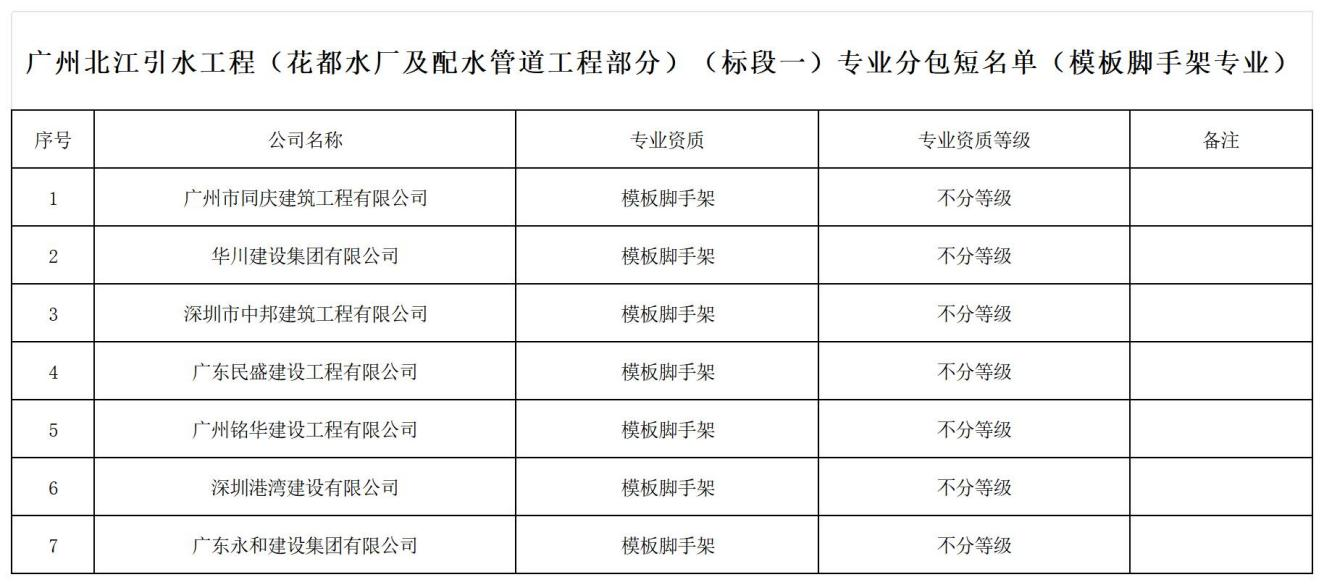 广州北江引水工程（花都水厂及配水管道工程部分）（标段一）专业分包短名单（模板脚手架专业）
序号 公司名称 专业资质 专业资质等级 备注
1 广州市同庆建筑工程有限公司 模板脚手架 不分等级
2 华川建设集团有限公司 模板脚手架 不分等级
3 深圳市中邦建筑工程有限公司 模板脚手架 不分等级
4 广东民盛建设工程有限公司 模板脚手架 不分等级
5 广州铭华建设工程有限公司 模板脚手架 不分等级
6 深圳港湾建设有限公司 模板脚手架 不分等级
7 广东永和建设集团有限公司 模板脚手架 不分等级